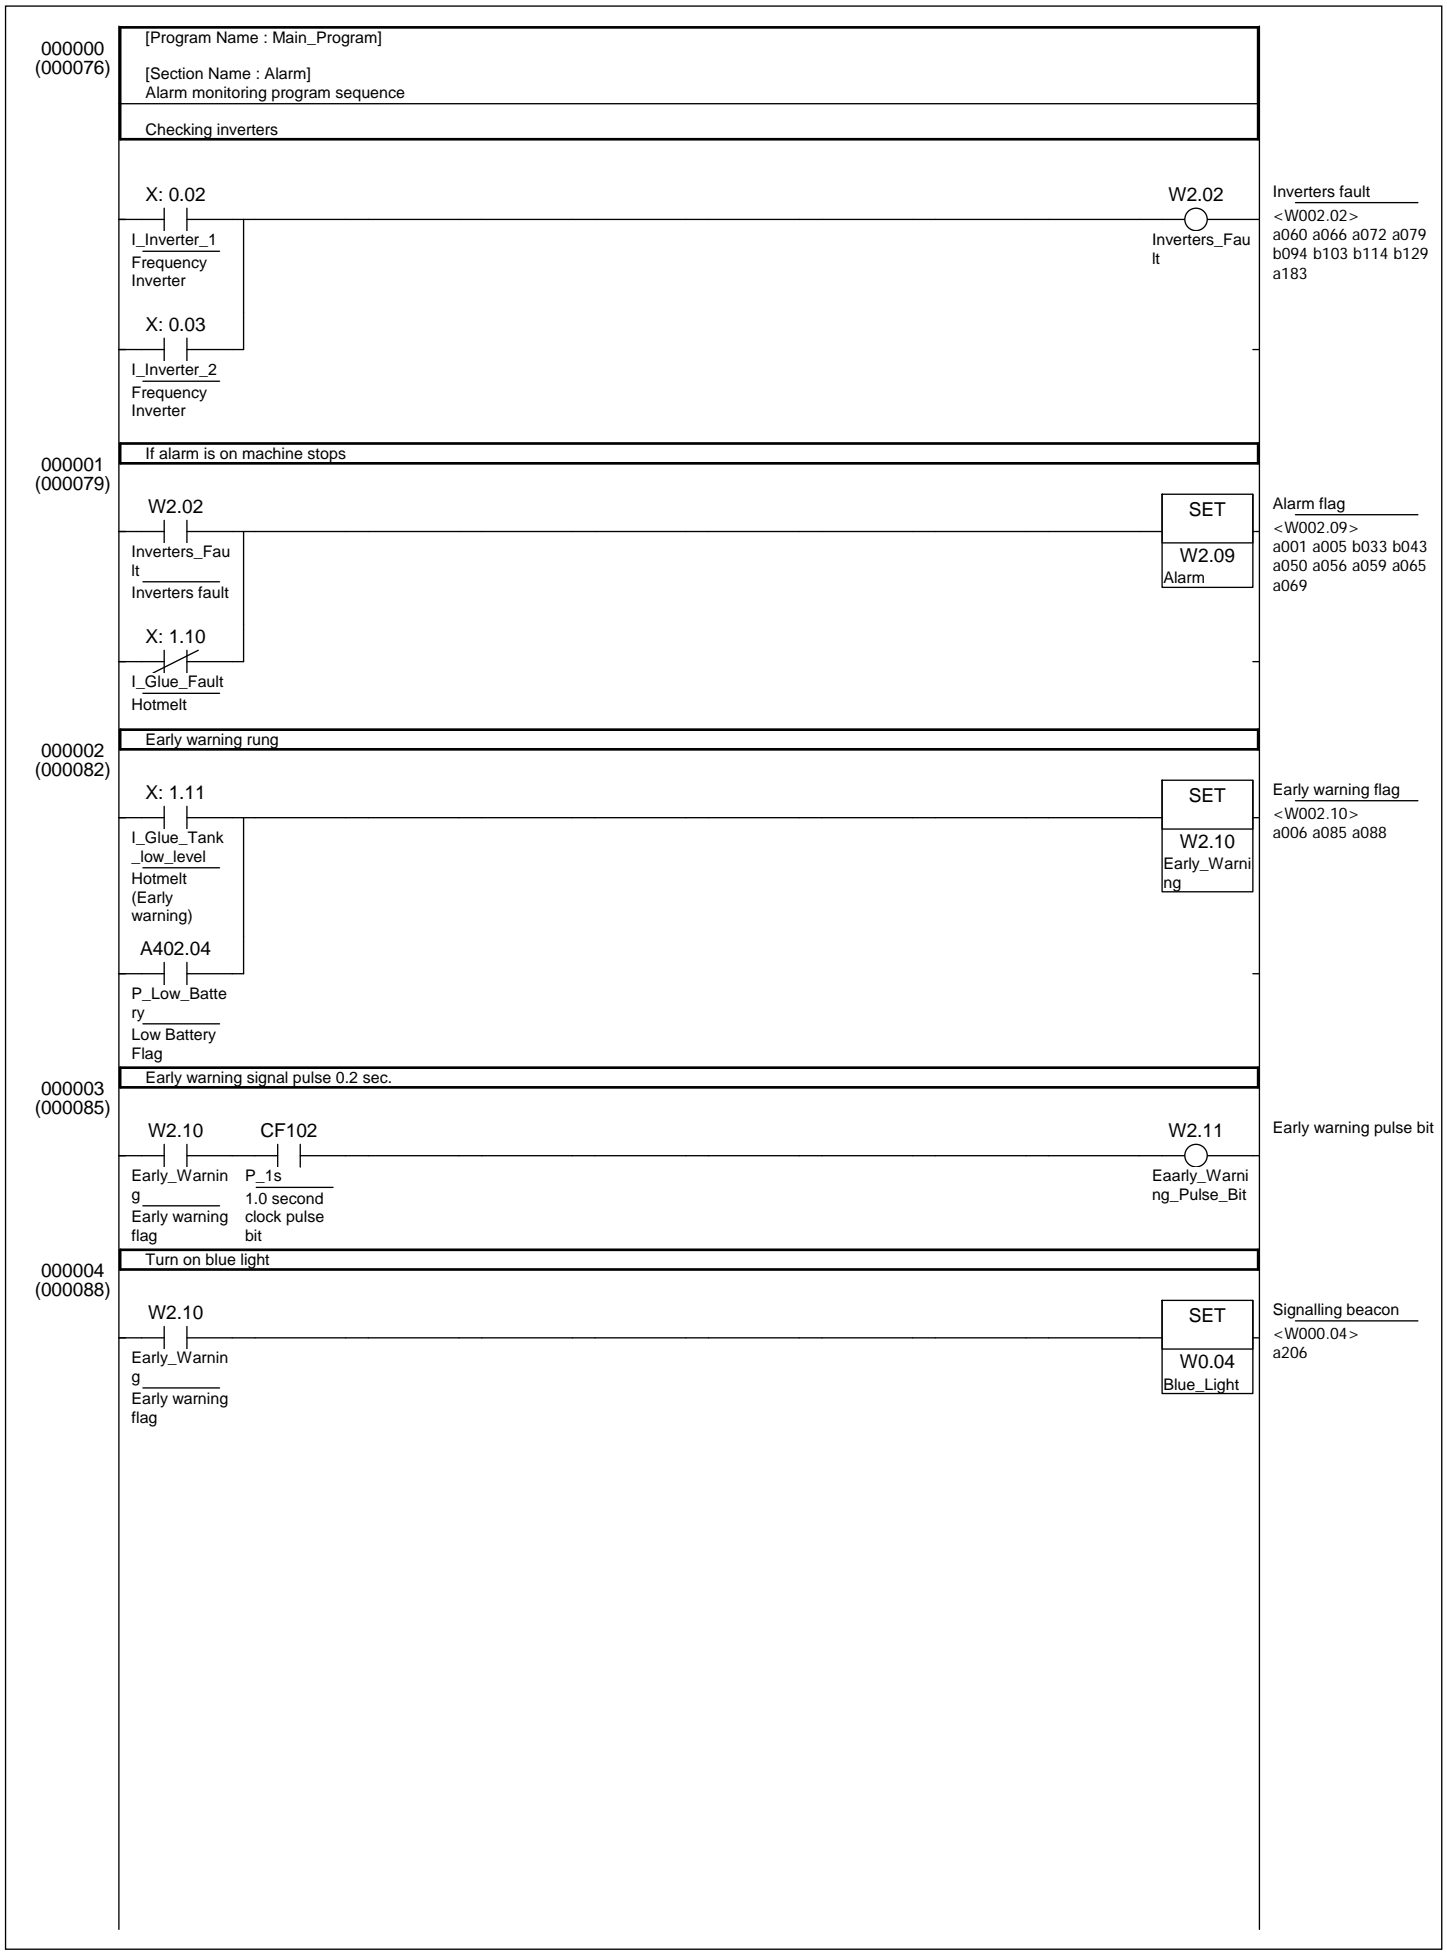 [Program Name : Main_Program]
000000
(000076)
[Section Name : Alarm]
Alarm monitoring program sequence
Checking inverters
X: 0.02
I_Inverter_1
Frequency
Inverter
W2.02
Inverters_Fau
lt
Inverters fault
<W002.02>
a060 a066 a072 a079
b094 b103 b114 b129
a183
X: 0.03
I_Inverter_2
Frequency
Inverter
000001
(000079)
If alarm is on machine stops
W2.02
Inverters_Fau
lt
Inverters fault
SET
W2.09
Alarm
Alarm flag
<W002.09>
a001 a005 b033 b043
a050 a056 a059 a065
a069
X: 1.10
I_Glue_Fault
Hotmelt
000002
(000082)
Early warning rung
X: 1.11
I_Glue_Tank
_low_level
Hotmelt
(Early
warning)
SET
W2.10
Early_Warni
ng
Early warning flag
<W002.10>
a006 a085 a088
A402.04
P_Low_Batte
ry
Low Battery
Flag
000003
(000085)
Early warning signal pulse 0.2 sec.
W2.10
Early_Warnin
g
Early warning
flag
CF102
P_1s
1.0 second
clock pulse
bit
W2.11
Eaarly_Warni
ng_Pulse_Bit
Early warning pulse bit
000004
(000088)
Turn on blue light
W2.10
Early_Warnin
g
Early warning
flag
SET
W0.04
Blue_Light
Signalling beacon
<W000.04>
a206